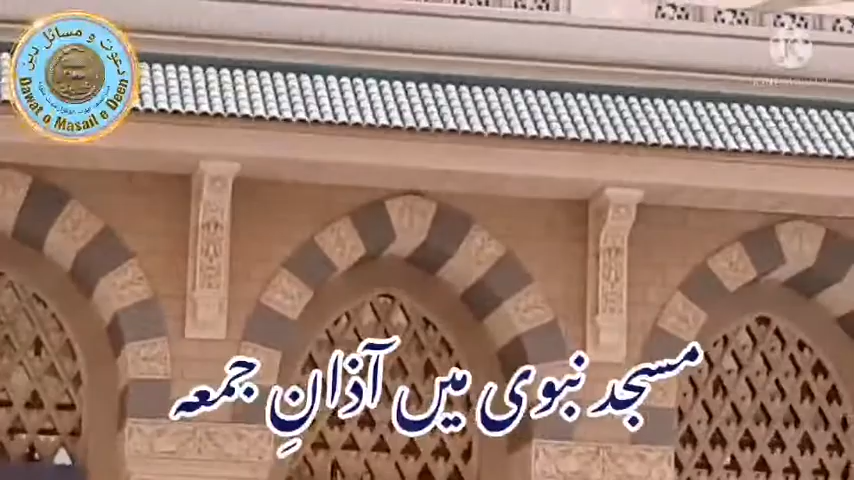 دعوت و مسائل دین
Dawat o Masail e Deen
مسجد نبوی میں آذانِ جمعہ